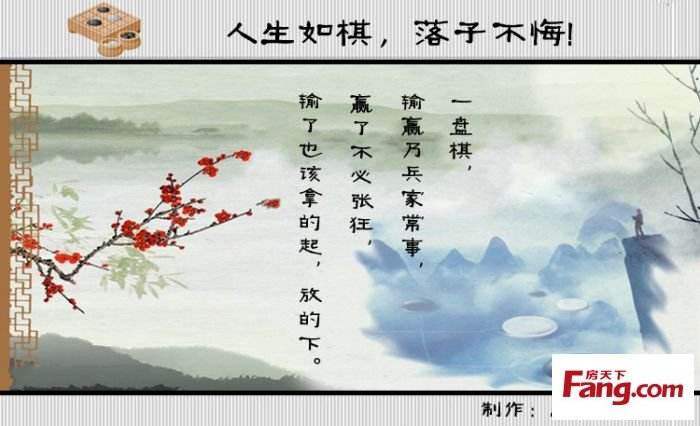 人生如棋，落子不悔!
一盘棋，
输赢乃兵家常事，
赢了不必张狂，
输了也该拿的起，放的下。
制作：
房天下
Fang.com